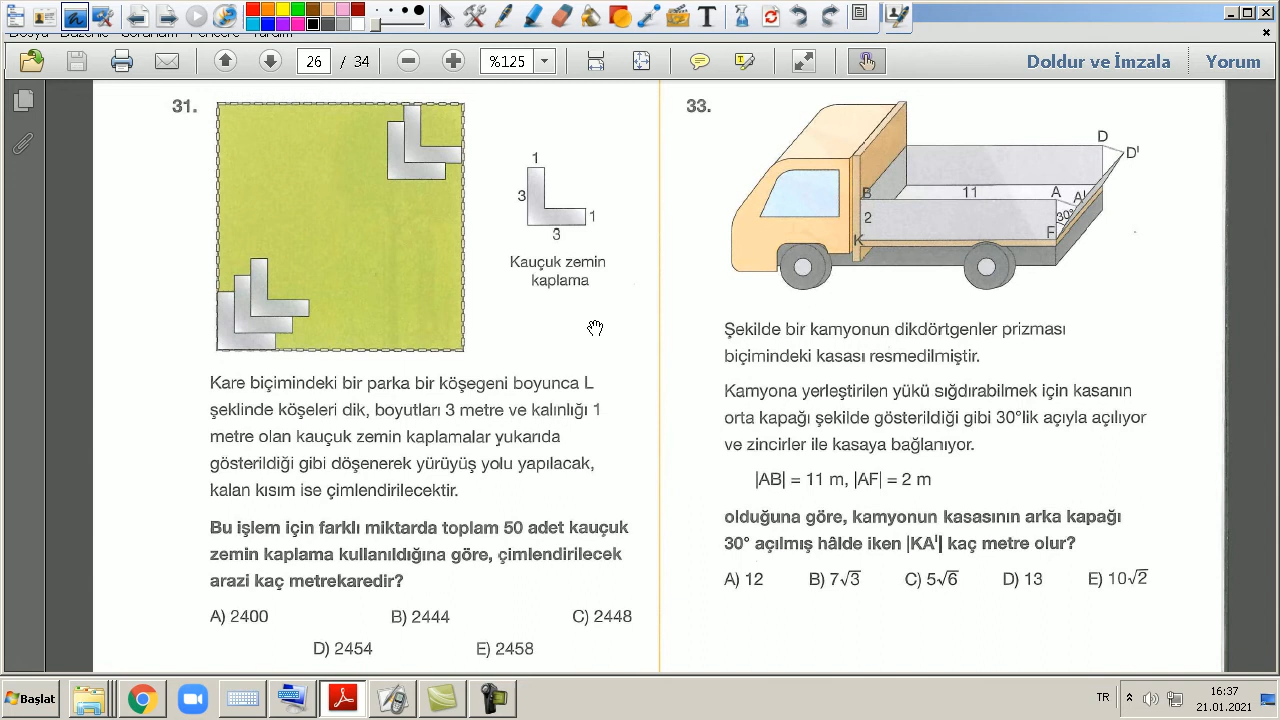 26 / 34
%125
Doldur ve İmzala
Yorum
31.
1
3
1
3
Kauçuk zemin
kaplama
Kare biçimindeki bir parka bir köşegeni boyunca L
şeklinde köşeleri dik, boyutları 3 metre ve kalınlığı 1
metre olan kauçuk zemin kaplamalar yukarıda
gösterildiği gibi döşenerek yürüyüş yolu yapılacak,
kalan kısım ise çimlendirilecektir.
Bu işlem için farklı miktarda toplam 50 adet kauçuk
zemin kaplama kullanıldığına göre, çimlendirilecek
arazi kaç metrekaredir?
A) 2400 B) 2444 C) 2448
D) 2454 E) 2458
33.
D
D'
B 11 A A'
2 30°
K F
Şekilde bir kamyonun dikdörtgenler prizması
biçimindeki kasası resmedilmiştir.
Kamyona yerleştirilen yükü sığdırabilmek için kasanın
orta kapağı şekilde gösterildiği gibi 30°lik açıyla açılıyor
ve zincirler ile kasaya bağlanıyor.
|AB| = 11 m, |AF| = 2 m
olduğuna göre, kamyonun kasasının arka kapağı
30° açılmış hâlde iken |KA'| kaç metre olur?
A) 12 B) 7√3 C) 5√6 D) 13 E) 10√2
Başlat
TR
16:37
21.01.2021